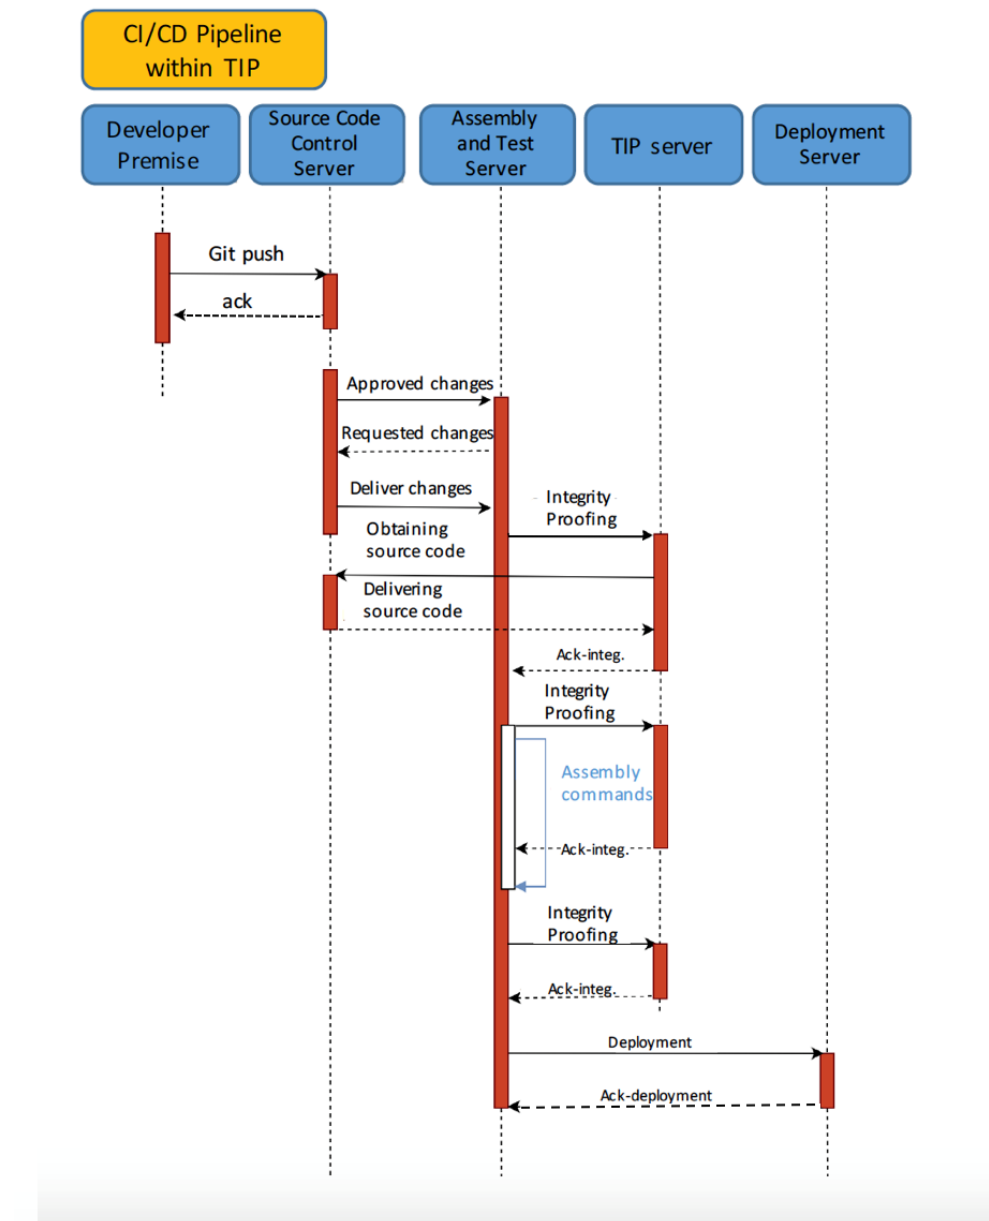 CI/CD Pipeline
within TIP
Developer
Premise
Source Code
Control
Server
Assembly
and Test
Server
TIP server
Deployment
Server
Git push
ack
Approved changes
Requested changes
Deliver changes
Integrity
Proofing
Obtaining
source code
Delivering
source code
Ack-integ.
Integrity
Proofing
Assembly
commands
Ack-integ.
Integrity
Proofing
Ack-integ.
Deployment
Ack-deployment